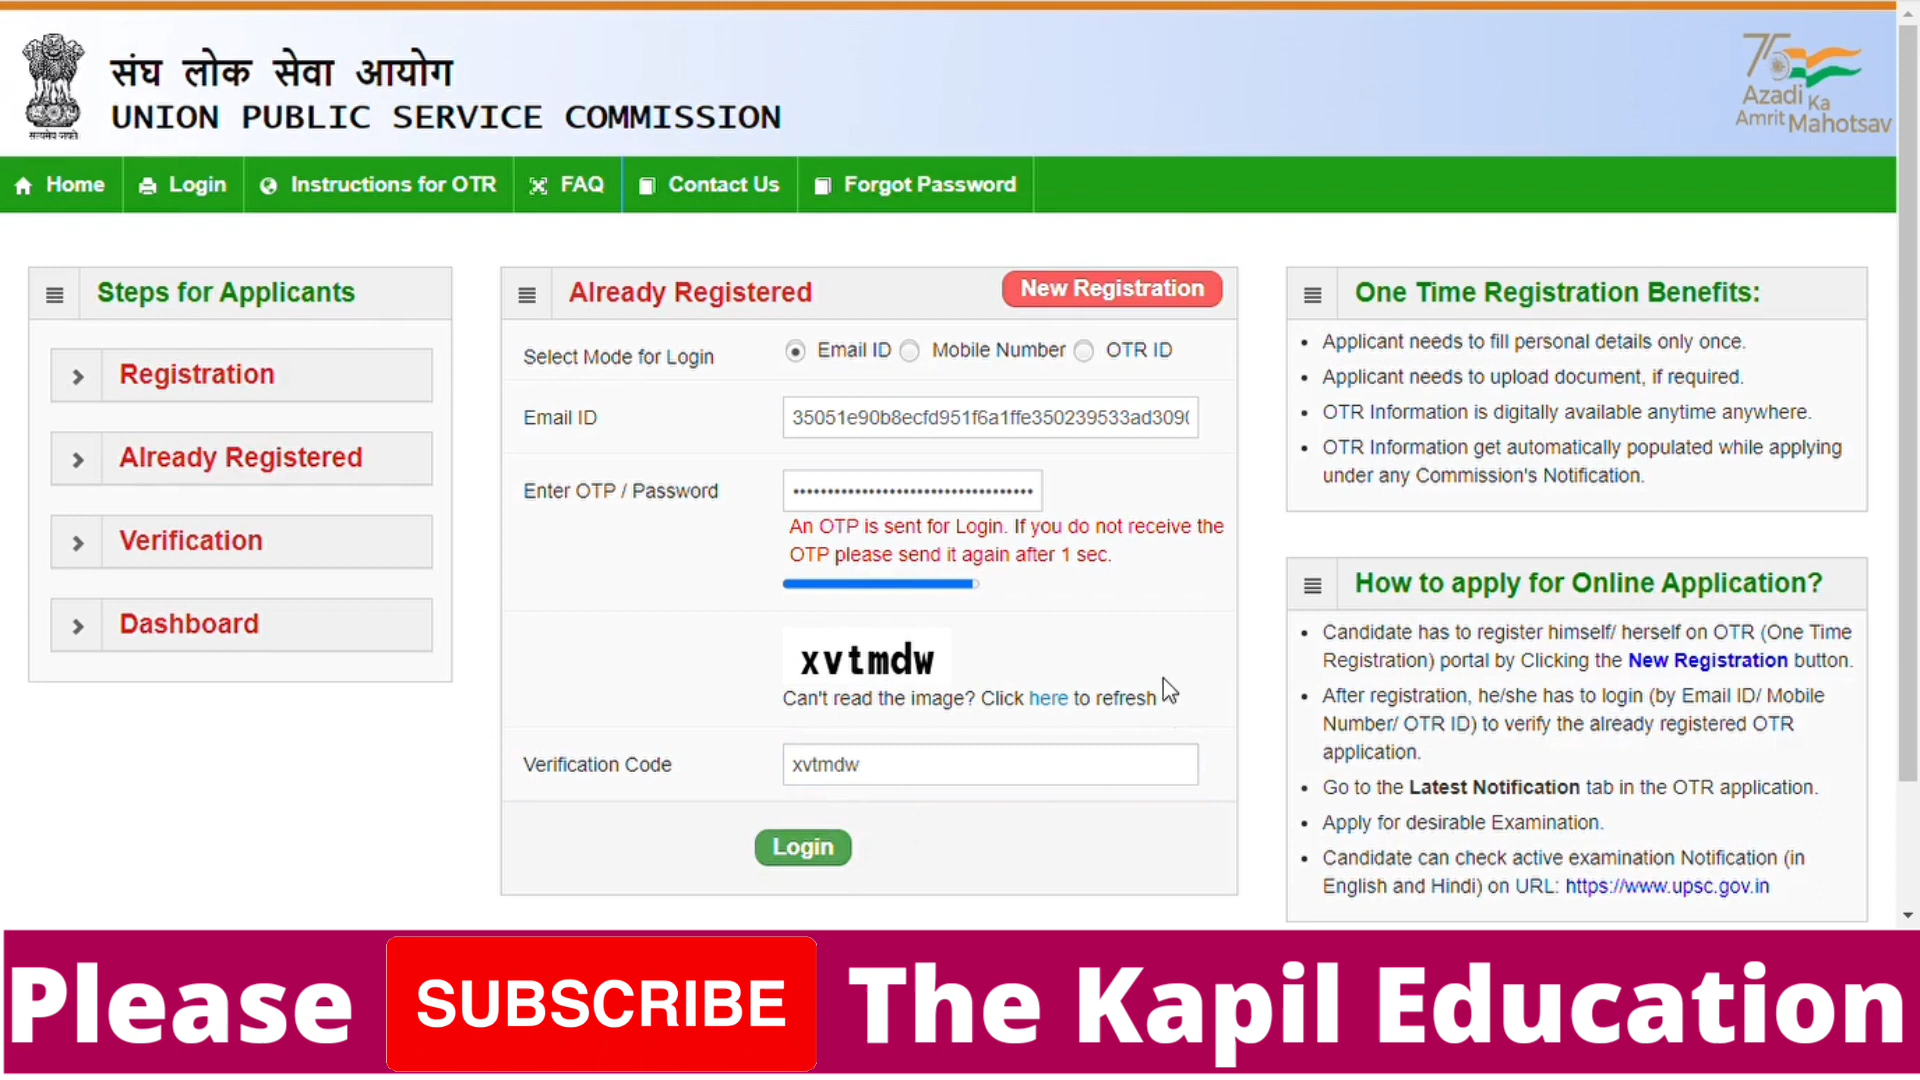 संघ लोक सेवा आयोग
UNION PUBLIC SERVICE COMMISSION
सत्यमेव जयते
75
Azadi Ka
Amrit Mahotsav
Home
Login
Instructions for OTR
FAQ
Contact Us
Forgot Password
Steps for Applicants
Registration
Already Registered
Verification
Dashboard
Already Registered
New Registration
Select Mode for Login
Email ID
Mobile Number
OTR ID
Email ID
35051e90b8ecfd951f6a1ffe350239533ad3090
Enter OTP / Password
An OTP is sent for Login. If you do not receive the
OTP please send it again after 1 sec.
xvtmdw
Can't read the image? Click here to refresh
Verification Code
xvtmdw
Login
One Time Registration Benefits:
Applicant needs to fill personal details only once.
Applicant needs to upload document, if required.
OTR Information is digitally available anytime anywhere.
OTR Information get automatically populated while applying
under any Commission's Notification.
How to apply for Online Application?
Candidate has to register himself/ herself on OTR (One Time
Registration) portal by Clicking the New Registration button.
After registration, he/she has to login (by Email ID/ Mobile
Number/ OTR ID) to verify the already registered OTR
application.
Go to the Latest Notification tab in the OTR application.
Apply for desirable Examination.
Candidate can check active examination Notification (in
English and Hindi) on URL: https://www.upsc.gov.in
Please SUBSCRIBE The Kapil Education